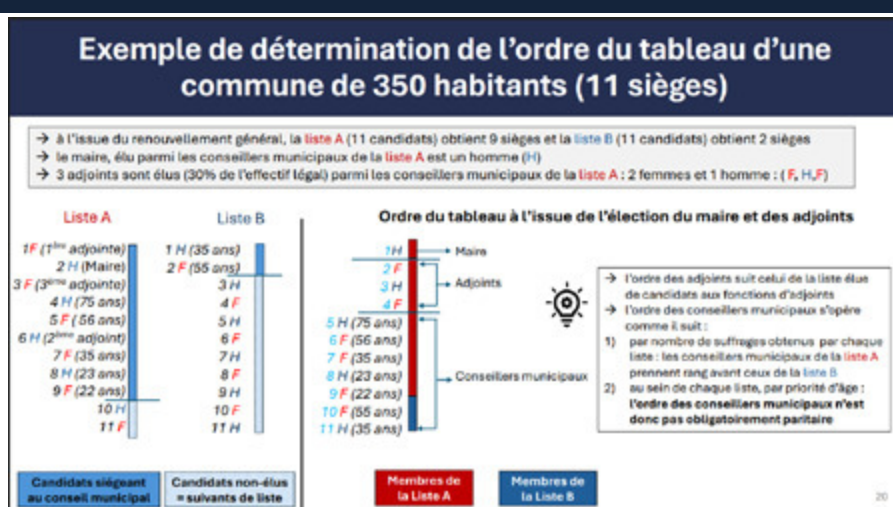 Exemple de détermination de l'ordre du tableau d'une
commune de 350 habitants (11 sièges)
→ à l'issue du renouvellement général, la liste A (11 candidats) obtient 9 sièges et la liste B (11 candidats) obtient 2 sièges
→ le maire, élu parmi les conseillers municipaux de la liste A est un homme (H)
→ 3 adjoints sont élus (30% de l'effectif légal) parmi les conseillers municipaux de la liste A : 2 femmes et 1 homme : (F, H,F)
Liste A
1F (1ère adjointe)
2 H (Maire)
3 F (3ème adjointe)
4 H (75 ans)
5 F (56 ans)
6 H (2ème adjoint)
7 F (35 ans)
8 H (23 ans)
9 F (22 ans)
10 H
11 F
Liste B
1 H (35 ans)
2 F (55 ans)
3 H
4 F
5 H
6 F
7 H
8 F
9 H
10 F
11 H
Candidats siégeant
au conseil municipal
Candidats non-élus
= suivants de liste
Ordre du tableau à l'issue de l'élection du maire et des adjoints
1H
2 F
3 H
4 F
5 H (75 ans)
6 F (56 ans)
7 F (35 ans)
8 H (23 ans)
9 F (22 ans)
10 F (55 ans)
11 H (35 ans)
Maire
Adjoints
Conseillers municipaux
Membres de
la Liste A
Membres de
la Liste B
→ l'ordre des adjoints suit celui de la liste élue
de candidats aux fonctions d'adjoints
→ l'ordre des conseillers municipaux s'opère
comme il suit :
1) par nombre de suffrages obtenus par chaque
liste : les conseillers municipaux de la liste A
prennent rang avant ceux de la liste B
2) au sein de chaque liste, par priorité d'âge :
l'ordre des conseillers municipaux n'est
donc pas obligatoirement paritaire
20